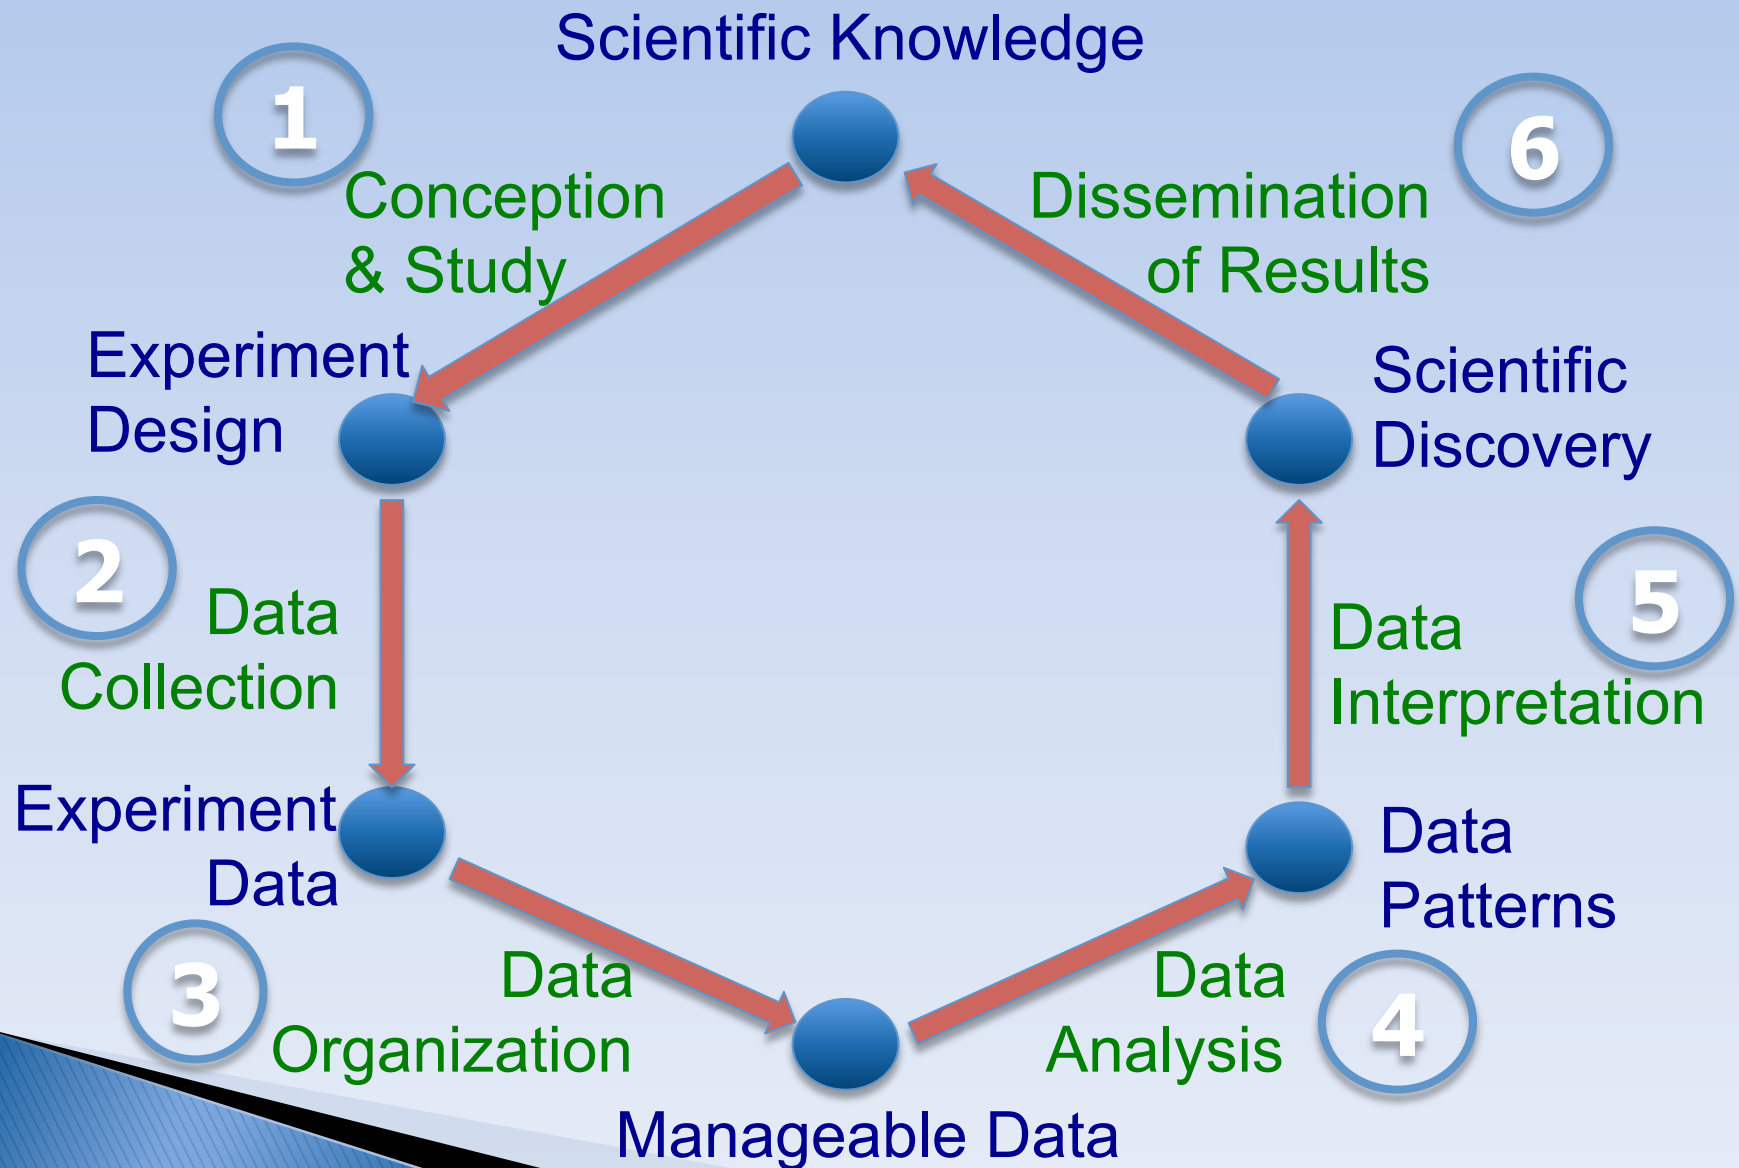 Scientific Knowledge
1
Conception
& Study
Experiment
Design
2
Data
Collection
Experiment
Data
3
Data
Organization
Manageable Data
4
Data
Analysis
Data
Patterns
5
Data
Interpretation
Scientific
Discovery
6
Dissemination
of Results